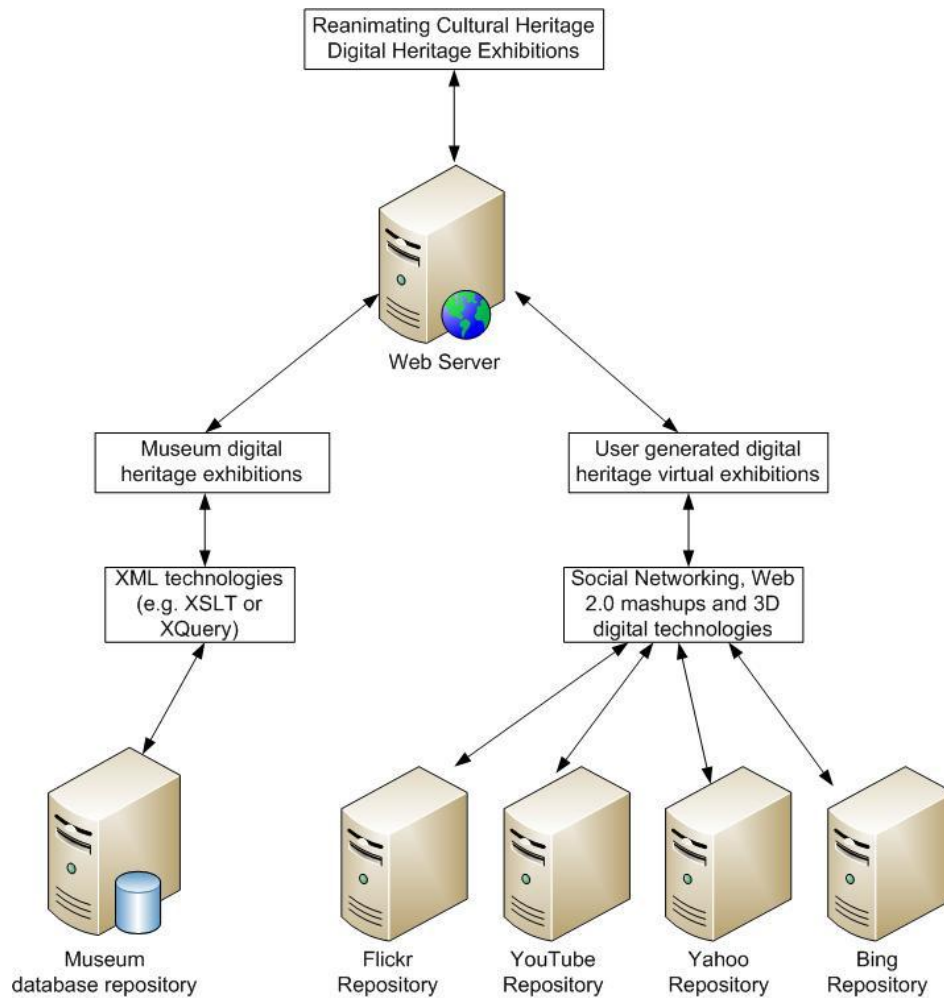 Reanimating Cultural Heritage
Digital Heritage Exhibitions
Web Server
Museum digital
heritage exhibitions
User generated digital
heritage virtual exhibitions
XML technologies
(e.g. XSLT or
XQuery)
Social Networking, Web
2.0 mashups and 3D
digital technologies
Museum
database repository
Flickr
Repository
YouTube
Repository
Yahoo
Repository
Bing
Repository